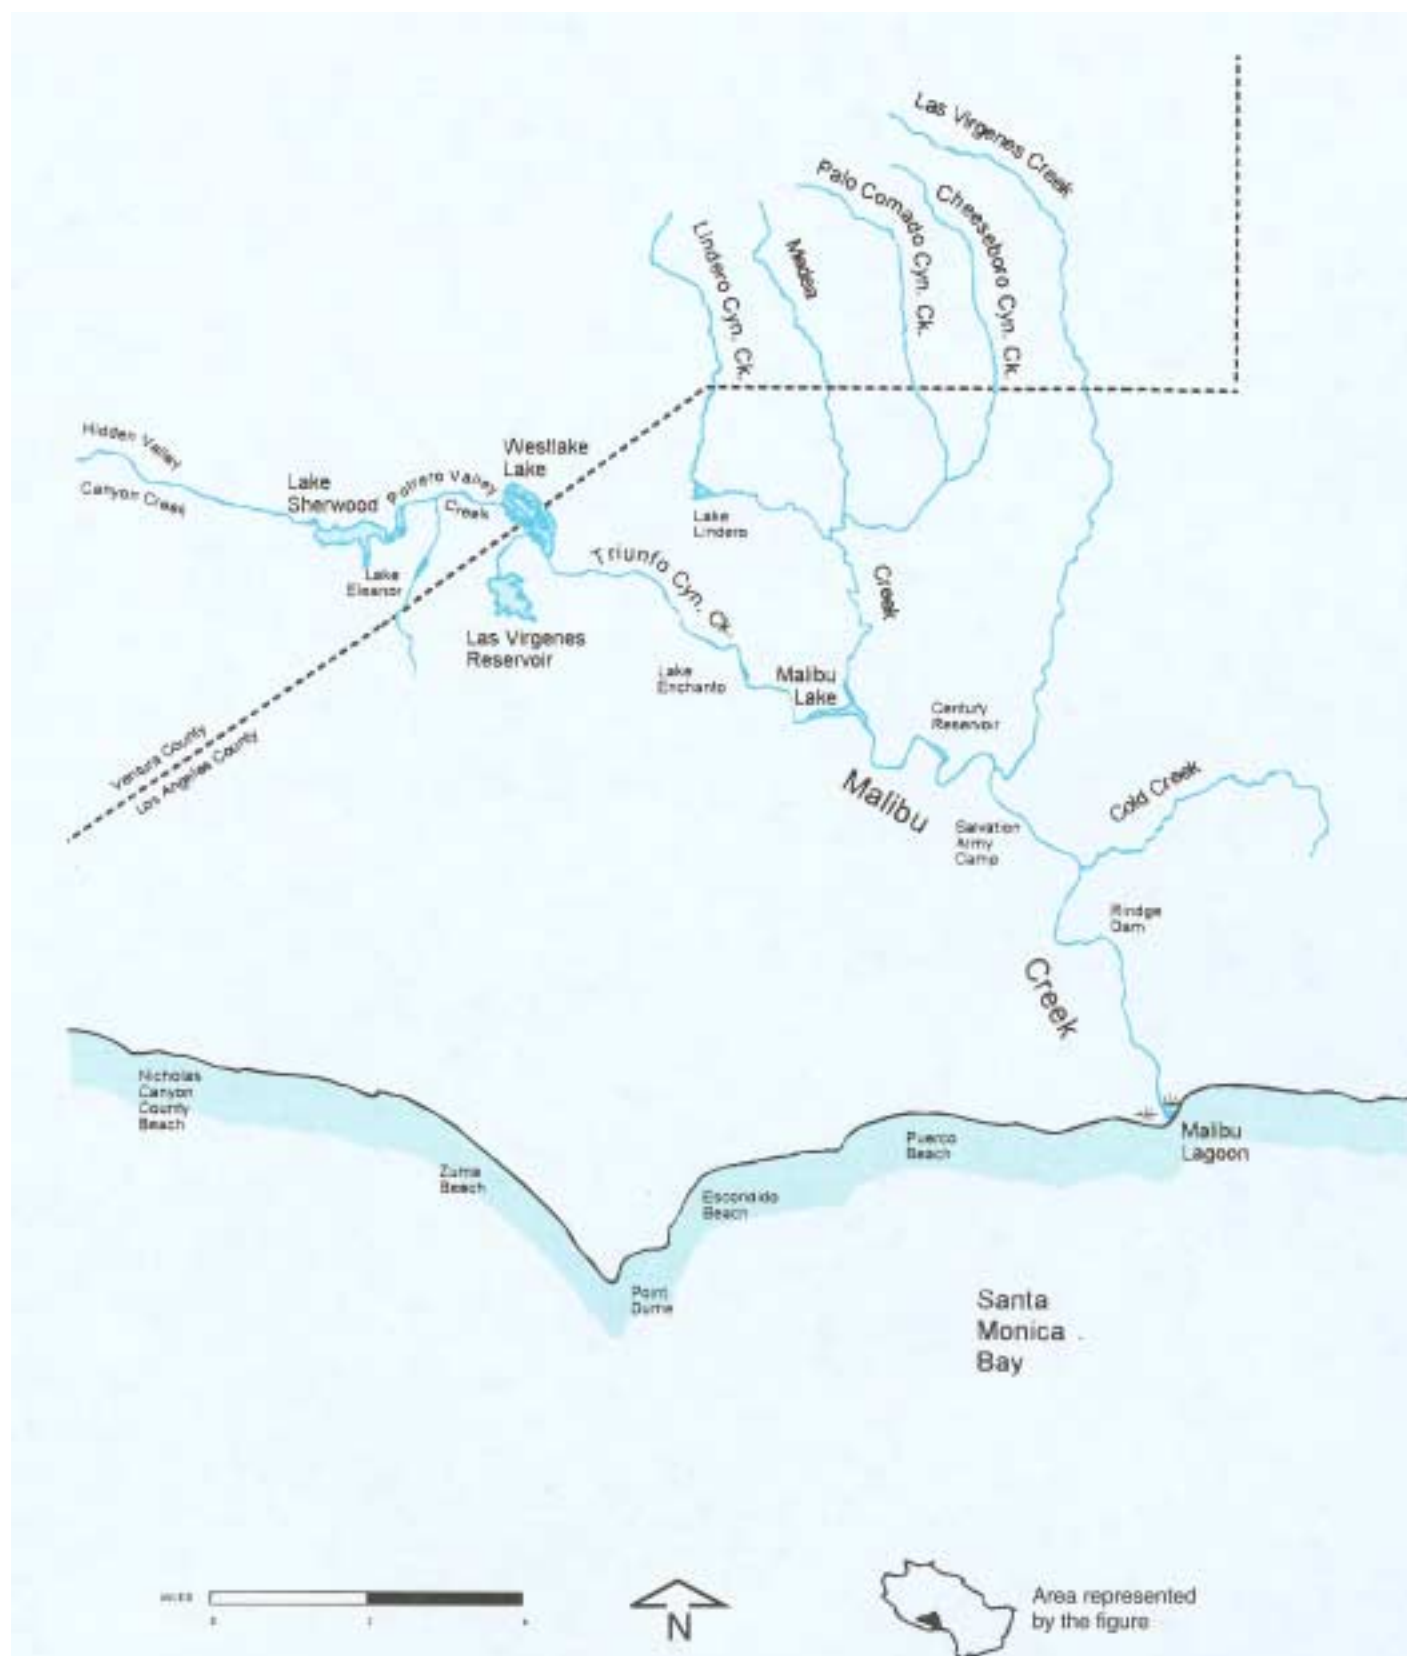 Las Virgenes Creek
Palo Comado Cyn. Ck.
Cheeseboro Cyn. Ck.
Lindero Cyn. Ck.
Medea
Creek
Hidden Valley
Canyon Creek
Lake
Sherwood
Potrero Valley
Creek
Westlake
Lake
Lake
Lindero
Triunfo Cyn. Ck.
Lake
Eleanor
Las Virgenes
Reservoir
Lake
Enchanto
Malibu
Lake
Century
Reservoir
Ventura County
Los Angeles County
Malibu
Creek
Cold Creek
Salvation
Army
Camp
Rindge
Dam
Nicholas
Canyon
County
Beach
Zuma
Beach
Escondido
Beach
Puerco
Beach
Malibu
Lagoon
Point
Dume
Santa
Monica
Bay
MILES
0
N
Area represented
by the figure